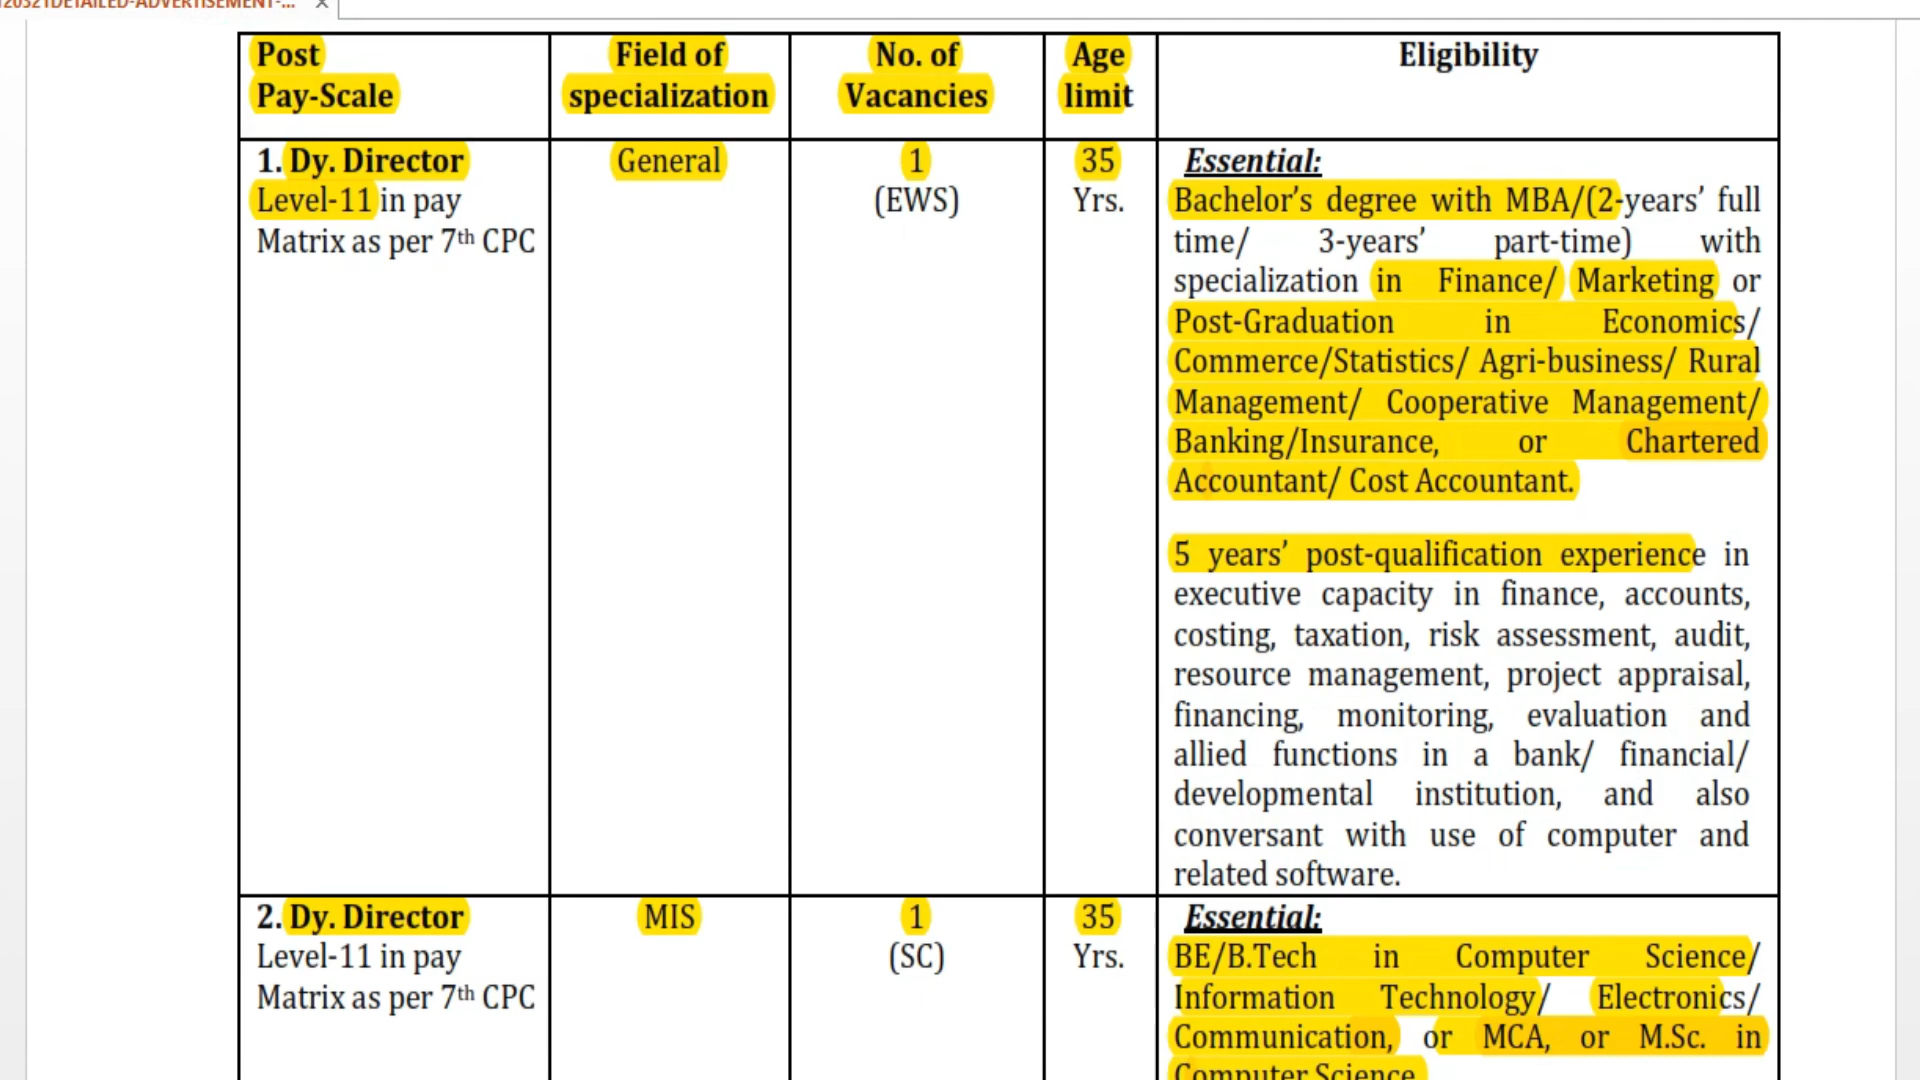 120321DETAILED-ADVERTISEMENT-...
Post
Pay-Scale
Field of
specialization
No. of
Vacancies
Age
limit
Eligibility
1. Dy. Director
Level-11 in pay
Matrix as per 7th CPC
General
1
(EWS)
35
Yrs.
Essential:
Bachelor’s degree with MBA/(2-years’ full
time/ 3-years’ part-time) with
specialization in Finance/ Marketing or
Post-Graduation in Economics/
Commerce/Statistics/ Agri-business/ Rural
Management/ Cooperative Management/
Banking/Insurance, or Chartered
Accountant/ Cost Accountant.
5 years’ post-qualification experience in
executive capacity in finance, accounts,
costing, taxation, risk assessment, audit,
resource management, project appraisal,
financing, monitoring, evaluation and
allied functions in a bank/ financial/
developmental institution, and also
conversant with use of computer and
related software.
2. Dy. Director
Level-11 in pay
Matrix as per 7th CPC
MIS
1
(SC)
35
Yrs.
Essential:
BE/B.Tech in Computer Science/
Information Technology/ Electronics/
Communication, or MCA, or M.Sc. in
Computer Science